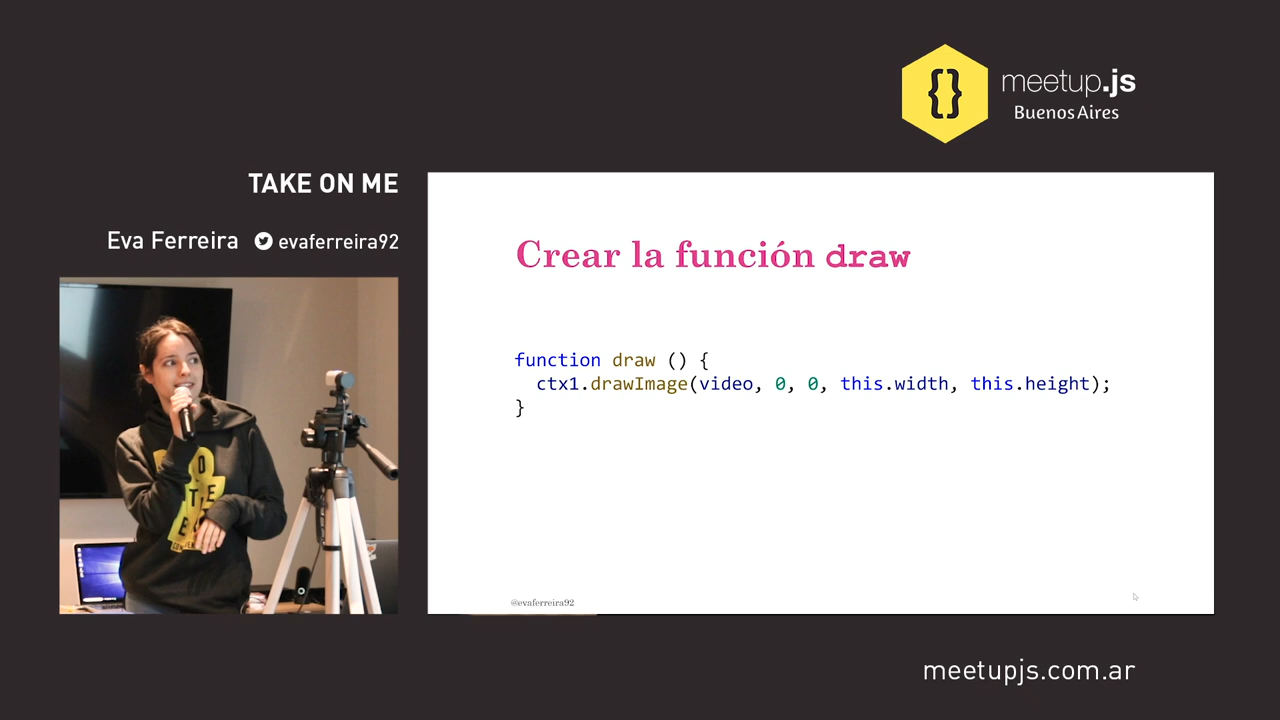 {}
meetup.js
Buenos Aires
TAKE ON ME
Eva Ferreira evaferreira92
Crear la función draw
function draw () {
ctx1.drawImage(video, 0, 0, this.width, this.height);
}
@evaferreira92
meetupjs.com.ar